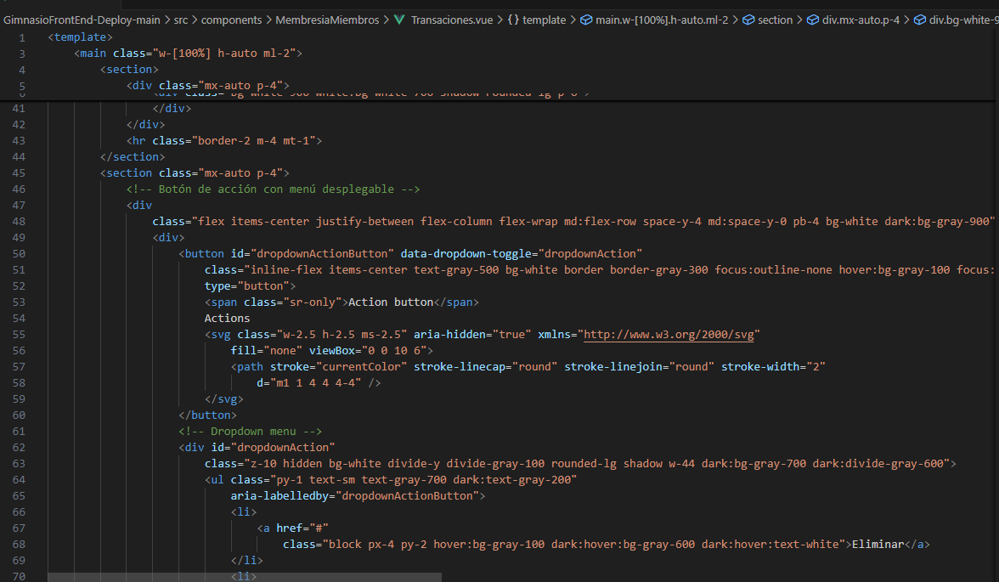 GimnasioFrontEnd-Deploy-main > src > components > MembresiaMiembros > Transaciones.vue > {} template > main.w-[100%].h-auto.ml-2 > section > div.mx-auto.p-4 > div.bg-white-9
1 <template>
3 <main class="w-[100%] h-auto ml-2">
4 <section>
5 <div class="mx-auto p-4">
6 <div class="bg-white-900 white:bg-white-700 shadow rounded-lg p-6">
41 </div>
42 </div>
43 <hr class="border-2 m-4 mt-1">
44 </section>
45 <section class="mx-auto p-4">
46 <!-- Botón de acción con menú desplegable -->
47 <div
48 class="flex items-center justify-between flex-column flex-wrap md:flex-row space-y-4 md:space-y-0 pb-4 bg-white dark:bg-gray-900"
49 <div>
50 <button id="dropdownActionButton" data-dropdown-toggle="dropdownAction"
51 class="inline-flex items-center text-gray-500 bg-white border border-gray-300 focus:outline-none hover:bg-gray-100 focus:
52 type="button">
53 <span class="sr-only">Action button</span>
54 Actions
55 <svg class="w-2.5 h-2.5 ms-2.5" aria-hidden="true" xmlns="http://www.w3.org/2000/svg"
56 fill="none" viewBox="0 0 10 6">
57 <path stroke="currentColor" stroke-linecap="round" stroke-linejoin="round" stroke-width="2"
58 d="m1 1 4 4 4-4" />
59 </svg>
60 </button>
61 <!-- Dropdown menu -->
62 <div id="dropdownAction"
63 class="z-10 hidden bg-white divide-y divide-gray-100 rounded-lg shadow w-44 dark:bg-gray-700 dark:divide-gray-600">
64 <ul class="py-1 text-sm text-gray-700 dark:text-gray-200"
65 aria-labelledby="dropdownActionButton">
66 <li>
67 <a href="#"
68 class="block px-4 py-2 hover:bg-gray-100 dark:hover:bg-gray-600 dark:hover:text-white">Eliminar</a>
69 </li>
70 <li>